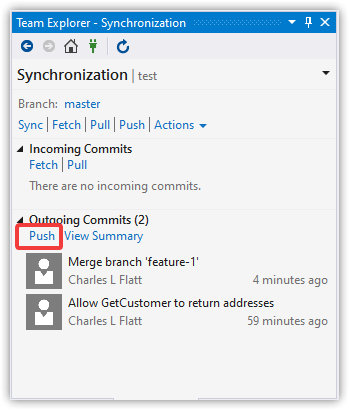 Team Explorer - Synchronization
Synchronization | test
Branch: master
Sync | Fetch | Pull | Push | Actions
Incoming Commits
Fetch | Pull
There are no incoming commits.
Outgoing Commits (2)
Push View Summary
Merge branch 'feature-1'
Charles L Flatt 4 minutes ago
Allow GetCustomer to return addresses
Charles L Flatt 59 minutes ago